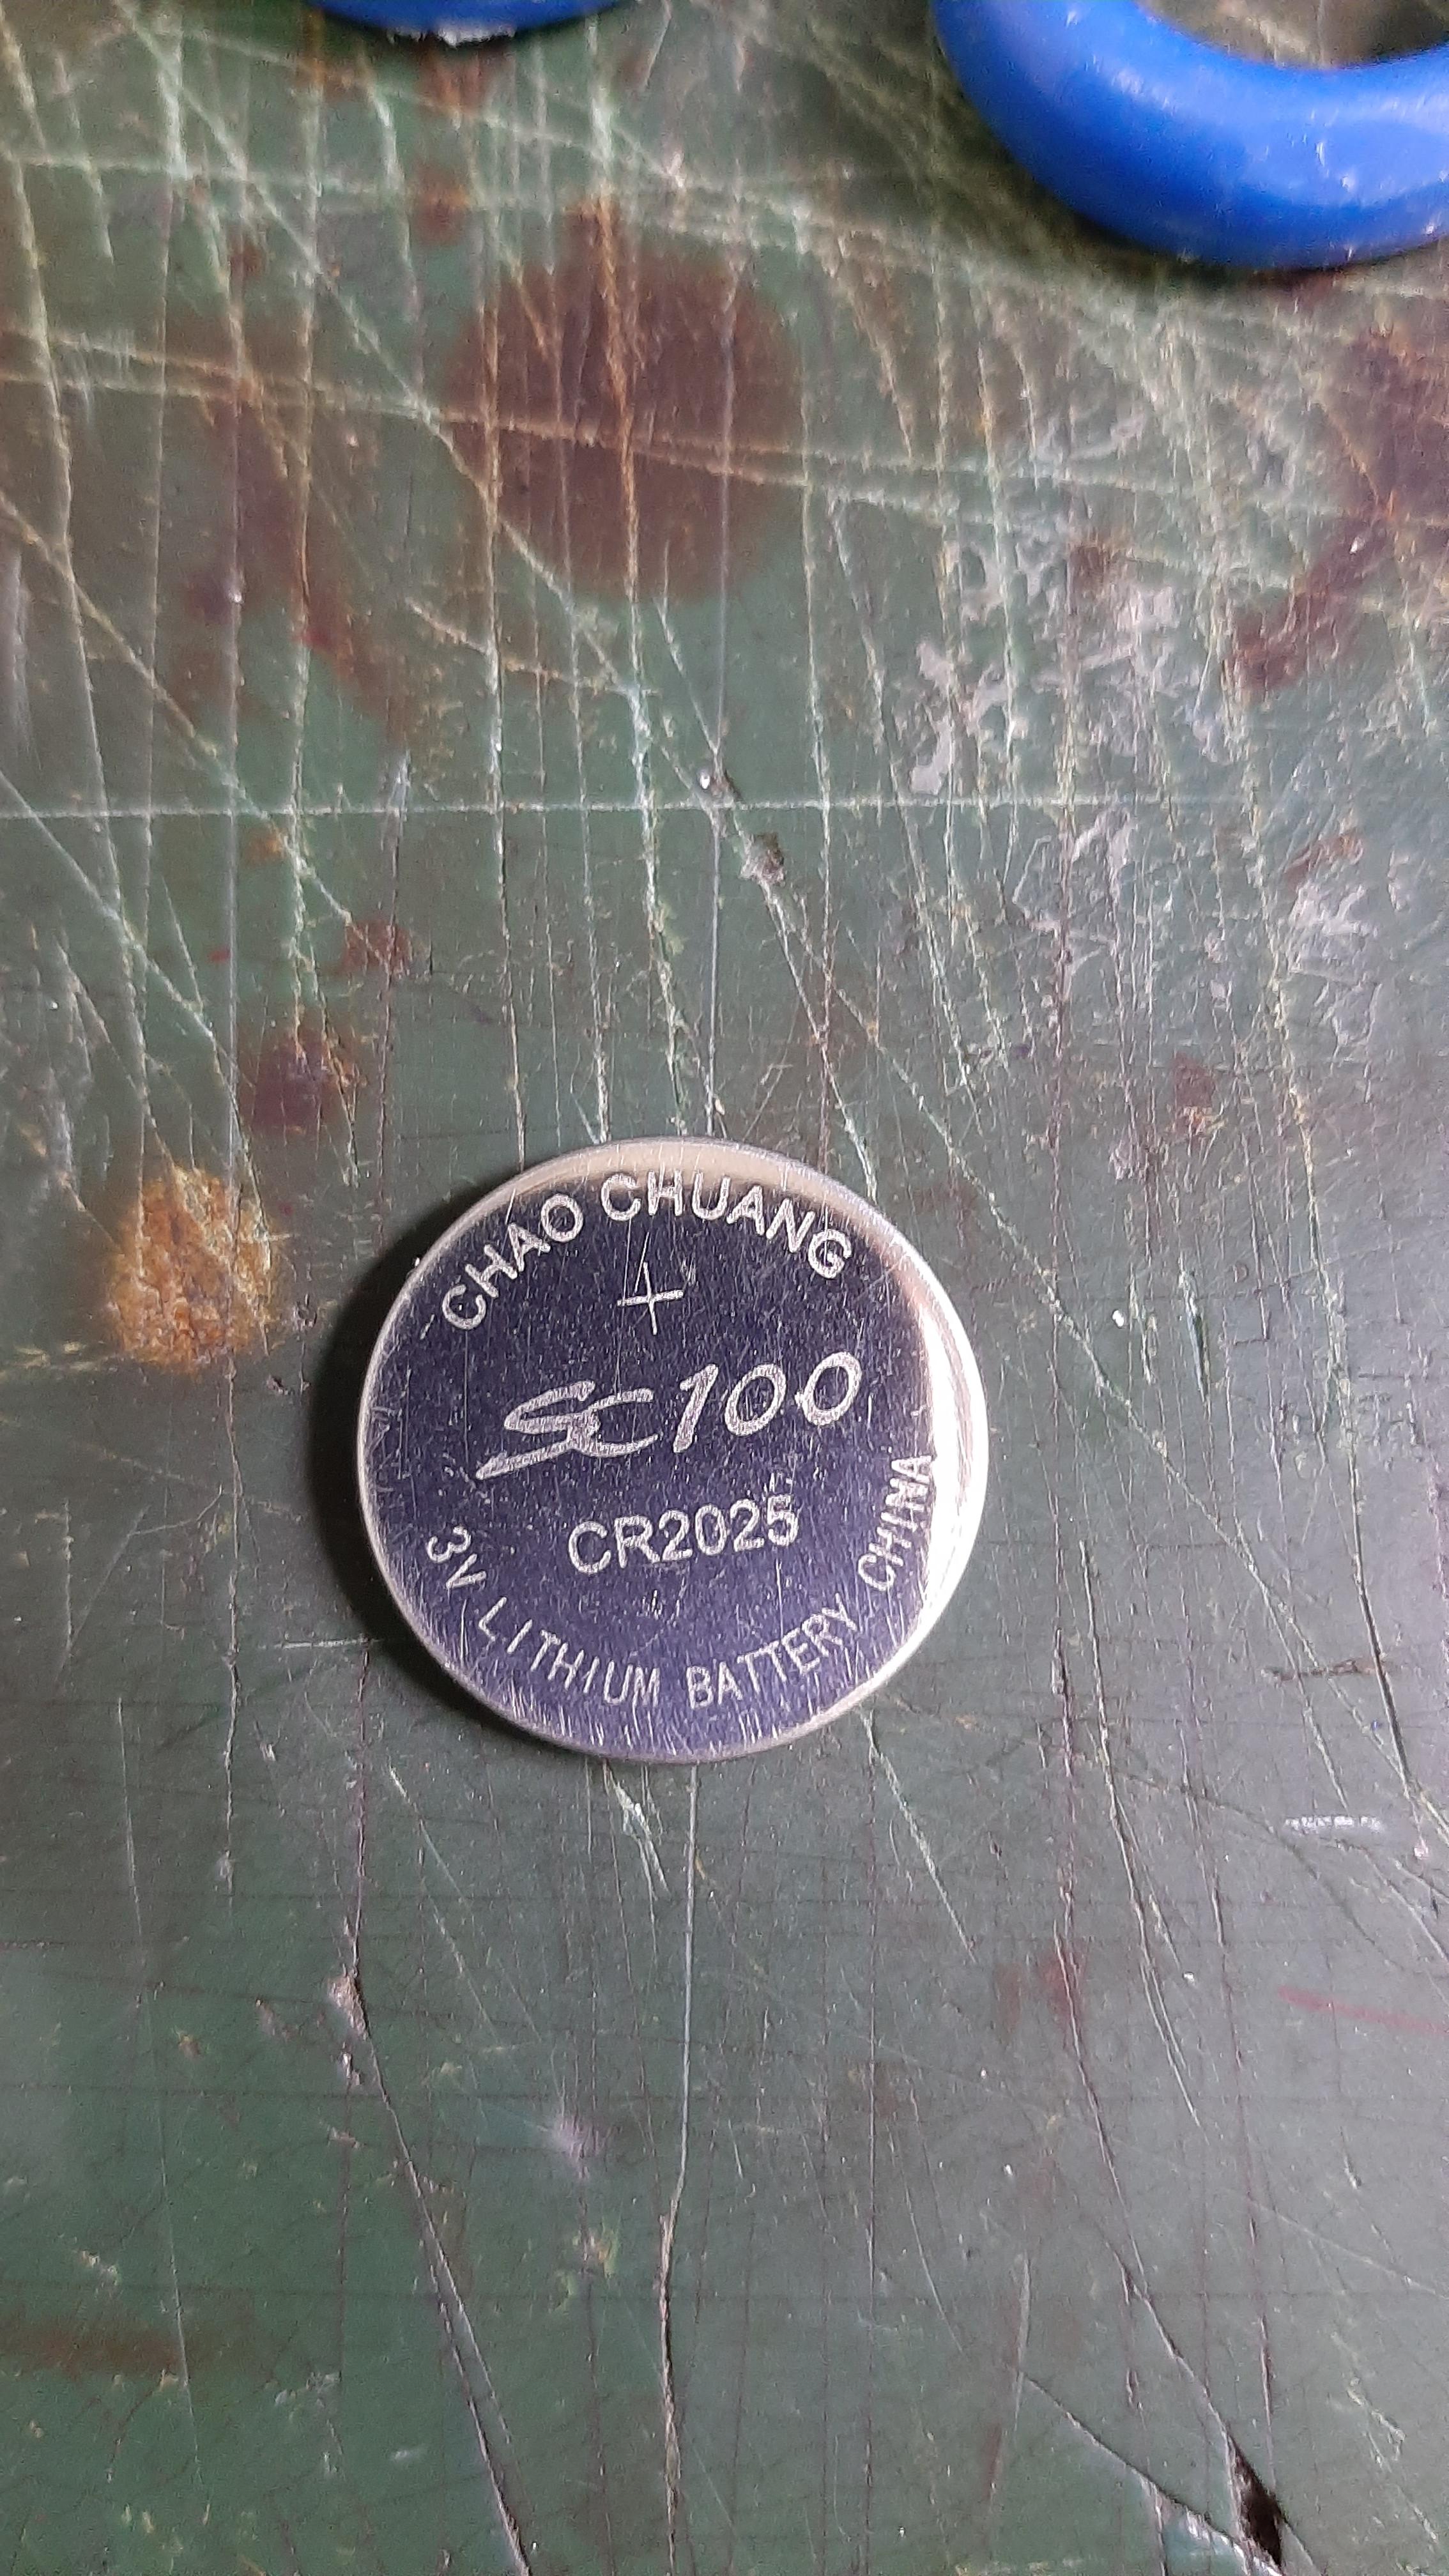 CHAO CHUANG
+
SC100
CR2025
3V LITHIUM BATTERY CHINA